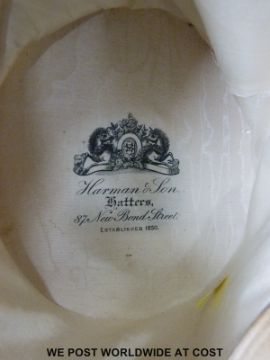 Harman & Son
Hatters,
87, New Bond Street.
ESTABLISHED 1850.
WE POST WORLDWIDE AT COST